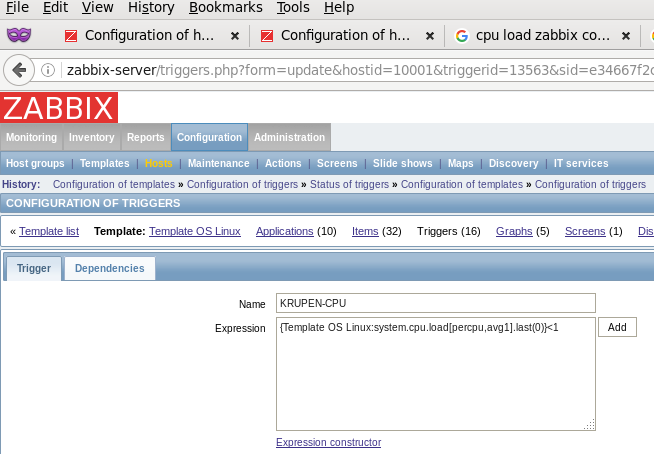 File Edit View History Bookmarks Tools Help
Configuration of h... × Configuration of h... × cpu load zabbix co... ×
zabbix-server/triggers.php?form=update&hostid=10001&triggerid=13563&sid=e34667f2
ZABBIX
Monitoring Inventory Reports Configuration Administration
Host groups | Templates | Hosts | Maintenance | Actions | Screens | Slide shows | Maps | Discovery | IT services
History: Configuration of templates » Configuration of triggers » Status of triggers » Configuration of templates » Configuration of triggers
CONFIGURATION OF TRIGGERS
« Template list Template: Template OS Linux Applications (10) Items (32) Triggers (16) Graphs (5) Screens (1) Dis
Trigger Dependencies
Name KRUPEN-CPU
Expression {Template OS Linux:system.cpu.load[percpu,avg1].last(0)}<1 Add
Expression constructor